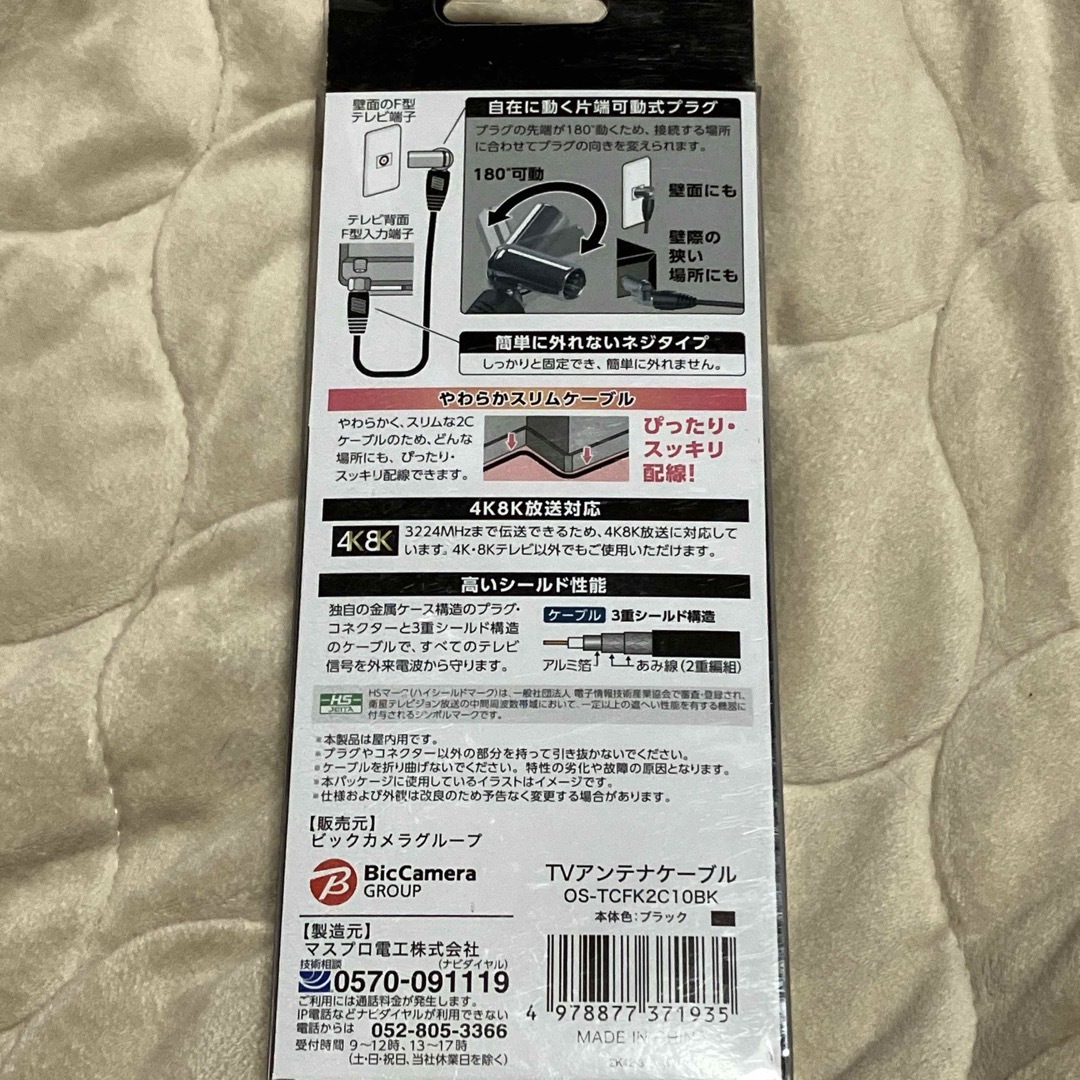 壁面のF型
テレビ端子
テレビ背面
F型入力端子
自在に動く片端可動式プラグ
プラグの先端が180°動くため、接続する場所
に合わせてプラグの向きを変えられます。
180°可動
壁面にも
壁際の
狭い
場所にも
簡単に外れないネジタイプ
しっかりと固定でき、簡単に外れません。
やわらかスリムケーブル
やわらかく、スリムな2C
ケーブルのため、どんな
場所にも、ぴったり・
スッキリ配線できます。
ぴったり・
スッキリ
配線!
4K8K放送対応
4K8K
3224MHzまで伝送できるため、4K8K放送に対応して
います。4K・8Kテレビ以外でもご使用いただけます。
高いシールド性能
独自の金属ケース構造のプラグ・
コネクターと3重シールド構造
のケーブルで、すべてのテレビ
信号を外来電波から守ります。
ケーブル 3重シールド構造
アルミ箔 あみ線(2重編組)
HS
JEITA
HSマーク(ハイシールドマーク)は、一般社団法人 電子情報技術産業協会で審査・登録され、
衛星テレビジョン放送の中間周波数帯域において、一定以上の遮へい性能を有する機器に
付与されるシンボルマークです。
※本製品は屋内用です。
※プラグやコネクター以外の部分を持って引き抜かないでください。
※ケーブルを折り曲げないでください。特性の劣化や故障の原因となります。
※本パッケージに使用しているイラストはイメージです。
※仕様および外観は改良のため予告なく変更する場合があります。
【販売元】
ビックカメラグループ
BicCamera
GROUP
【製造元】
マスプロ電工株式会社
技術相談 (ナビダイヤル)
0570-091119
ご利用には通話料金が発生します。
IP電話などナビダイヤルが利用できない
電話からは 052-805-3366
受付時間 9〜12時、13〜17時
(土・日・祝日、当社休業日を除く)
TVアンテナケーブル
OS-TCFK2C10BK
本体色:ブラック
4 978877 371935
MADE IN